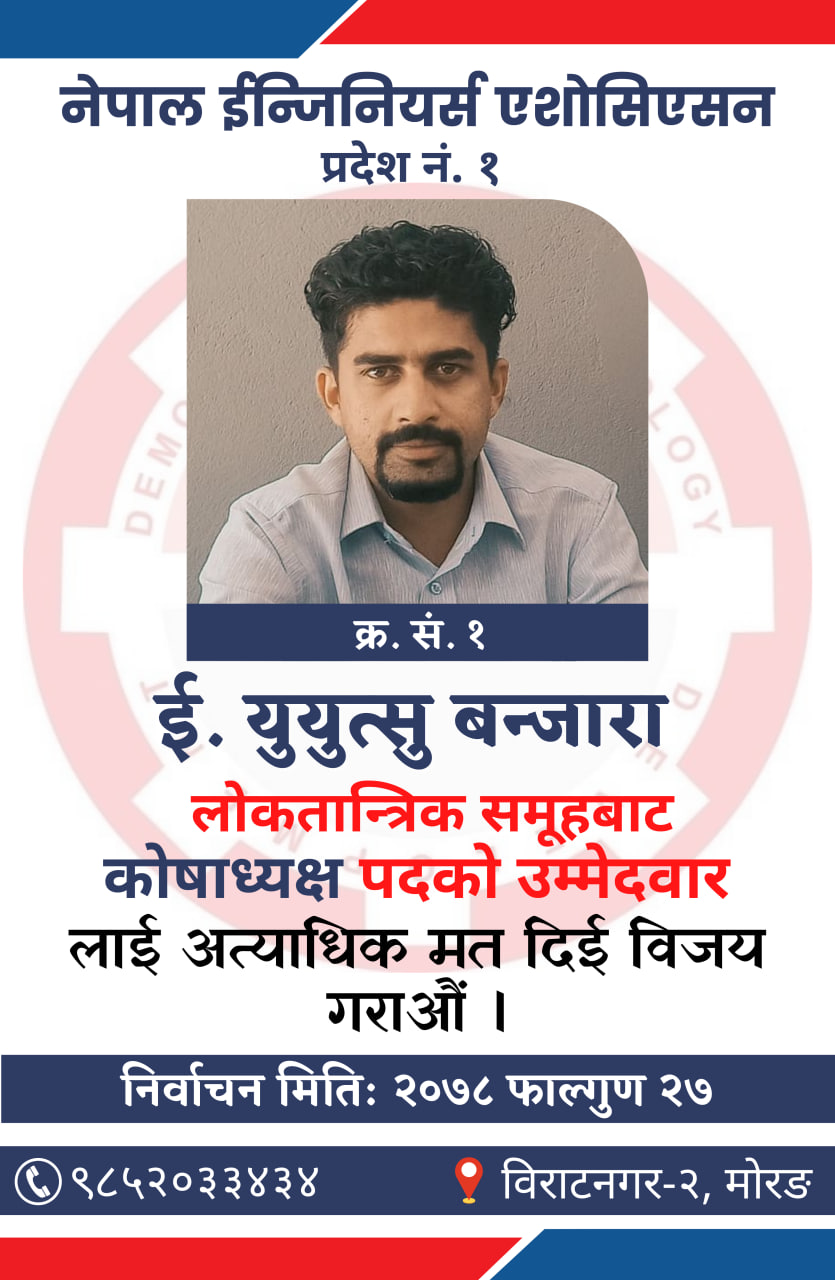 नेपाल ईन्जिनियर्स एशोसिएसन
प्रदेश नं. १
क्र. सं. १
ई. युयुत्सु बन्जारा
लोकतान्त्रिक समूहबाट
कोषाध्यक्ष पदको उम्मेदवार
लाई अत्याधिक मत दिई विजय
गराऔं ।
निर्वाचन मितिः २०७८ फाल्गुण २७
९८५२०३३४३४
विराटनगर-२, मोरङ